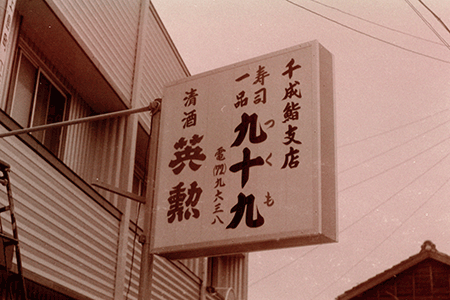 千成鮨支店
寿司
一品
九十九
つくも
電(72)九六三八
清酒
英勲